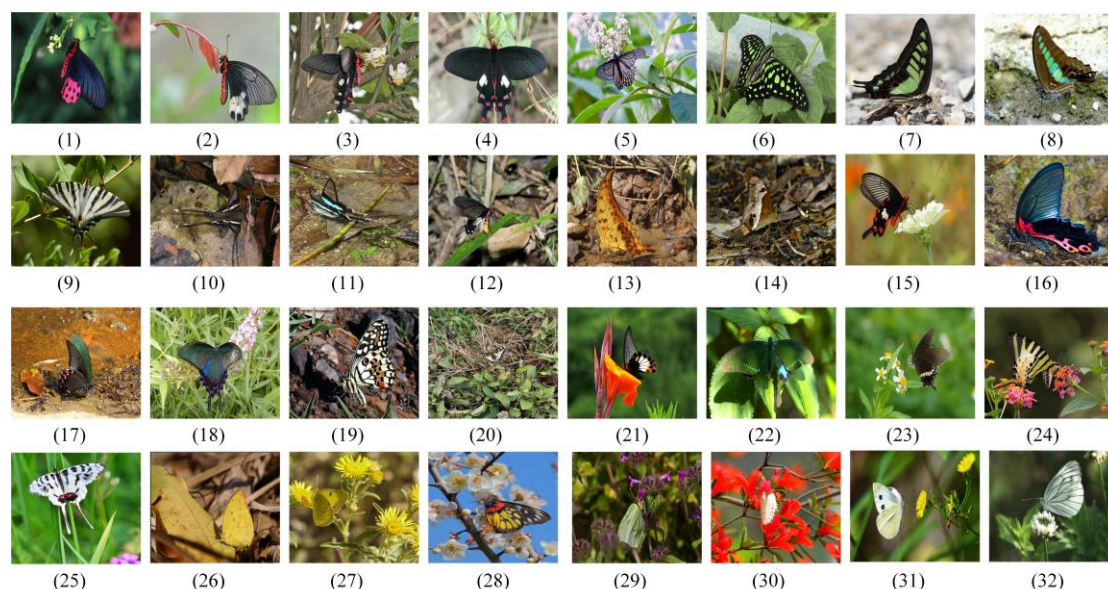 (1) (2) (3) (4) (5) (6) (7) (8)
(9) (10) (11) (12) (13) (14) (15) (16)
(17) (18) (19) (20) (21) (22) (23) (24)
(25) (26) (27) (28) (29) (30) (31) (32)